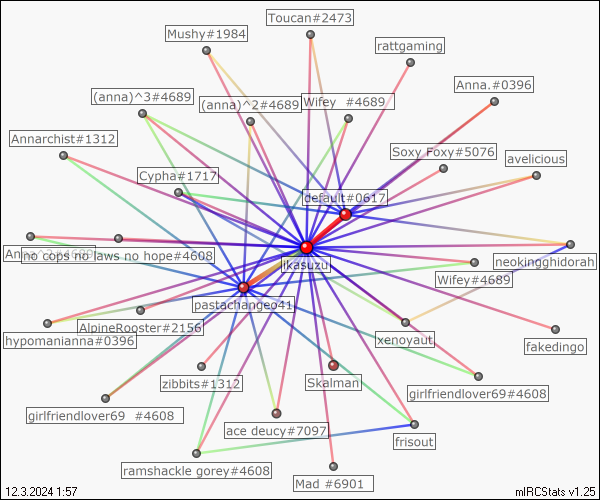 Toucan#2473
Mushy#1984
rattgaming
Anna.#0396
(anna)^3#4689
(anna)^2#4689
Wifey  #4689
Annarchist#1312
Soxy Foxy#5076
avelicious
Cypha#1717
default#0617
no cops no laws no hope#4608
ikasuzu
neokingghidorah
Wifey#4689
pastachangeo41
AlpineRooster#2156
hypomanianna#0396
xenoyaut
fakedingo
zibbits#1312
Skalman
girlfriendlover69#4608
girlfriendlover69  #4608
ace deucy#7097
frisout
ramshackle gorey#4608
Mad #6901
12.3.2024 1:57
mIRCStats v1.25